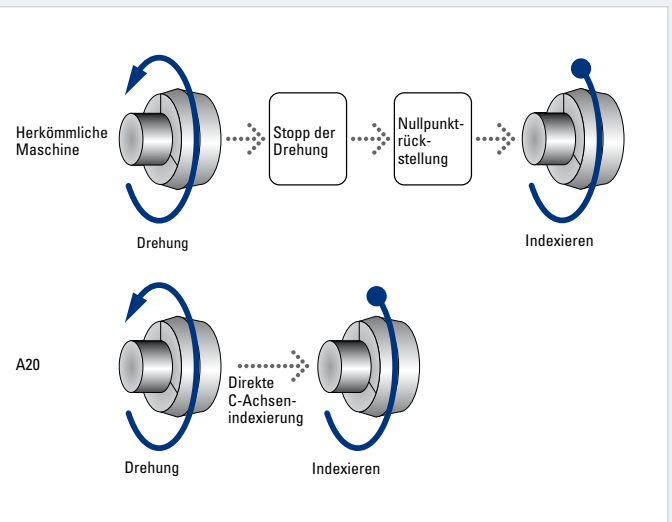 Herkömmliche
Maschine
Stopp der
Drehung
Nullpunkt-
rück-
stellung
Drehung
Indexieren
A20
Direkte
C-Achsen-
indexierung
Drehung
Indexieren